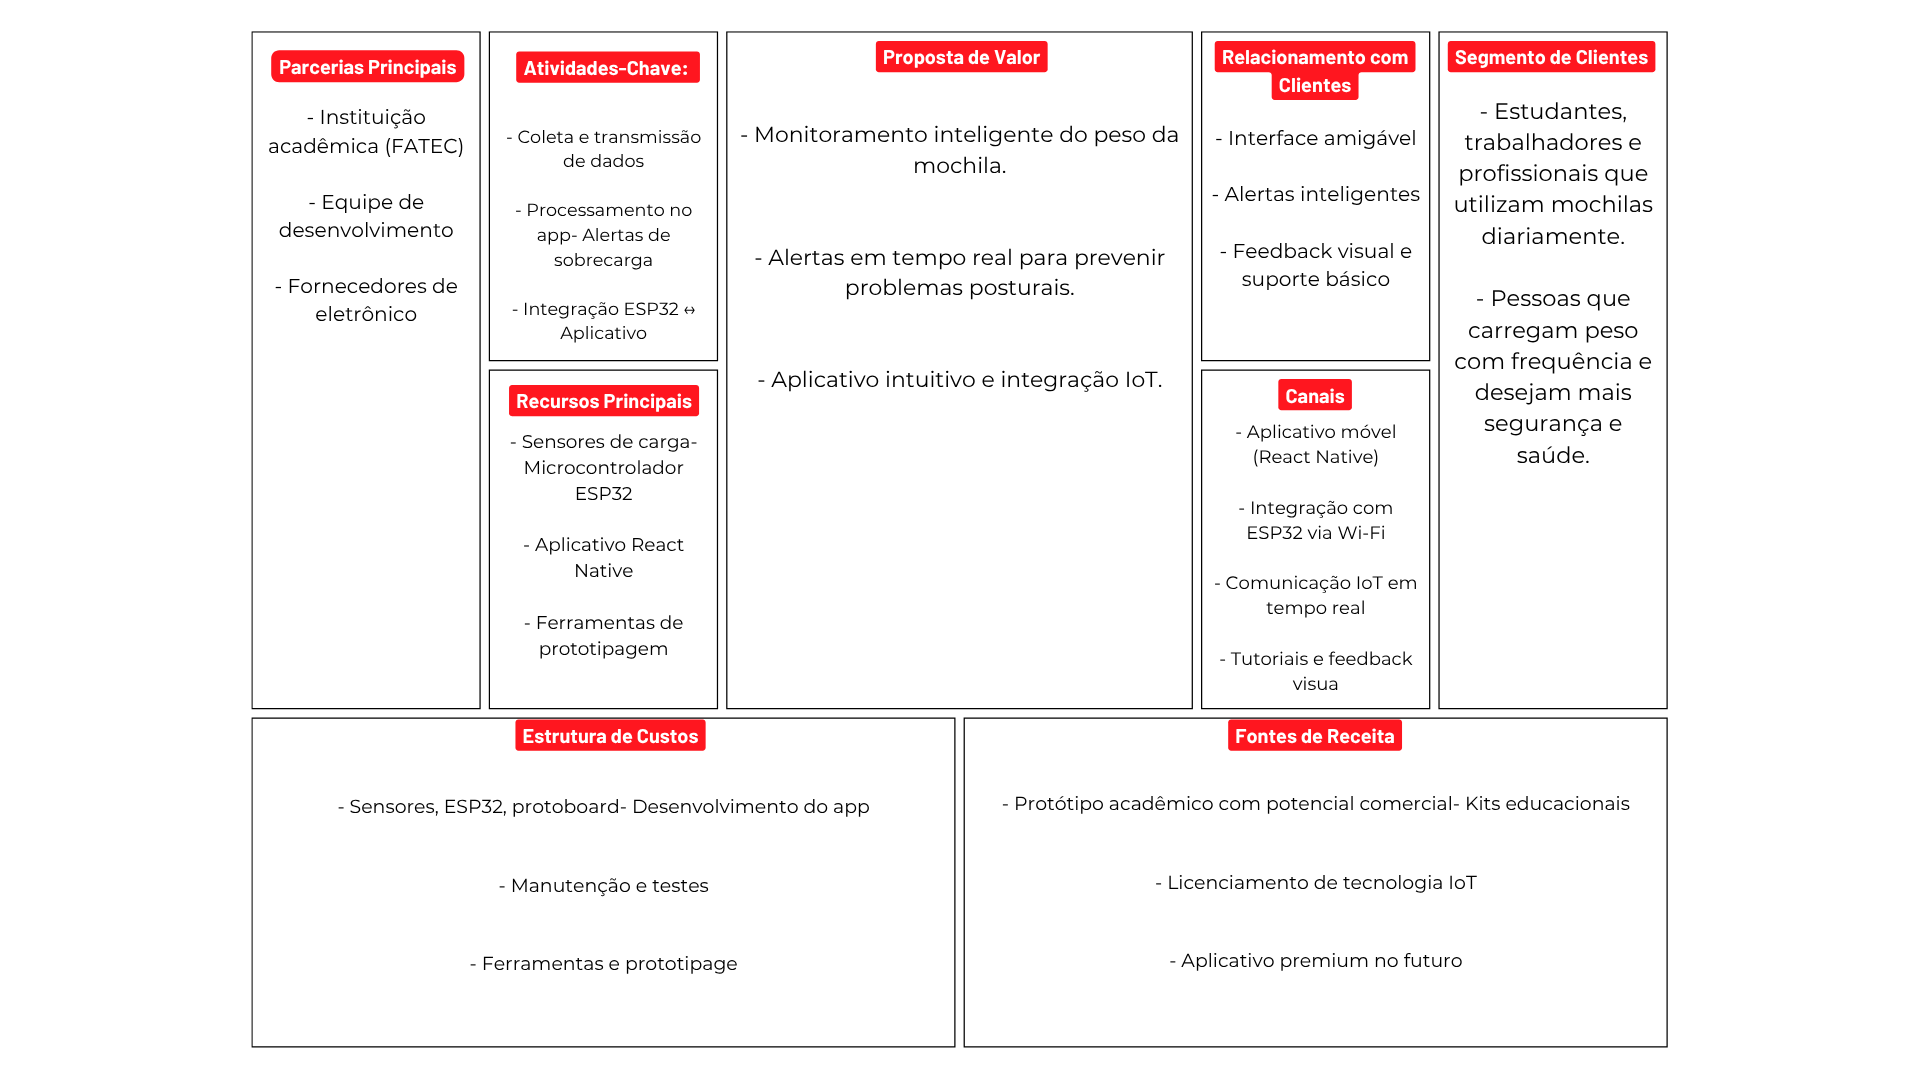 Parcerias Principais
- Instituição
acadêmica (FATEC)
- Equipe de
desenvolvimento
- Fornecedores de
eletrônico
Atividades-Chave:
- Coleta e transmissão
de dados
- Processamento no
app- Alertas de
sobrecarga
- Integração ESP32 ↔
Aplicativo
Recursos Principais
- Sensores de carga-
Microcontrolador
ESP32
- Aplicativo React
Native
- Ferramentas de
prototipagem
Proposta de Valor
- Monitoramento inteligente do peso da
mochila.
- Alertas em tempo real para prevenir
problemas posturais.
- Aplicativo intuitivo e integração IoT.
Relacionamento com
Clientes
- Interface amigável
- Alertas inteligentes
- Feedback visual e
suporte básico
Canais
- Aplicativo móvel
(React Native)
- Integração com
ESP32 via Wi-Fi
- Comunicação IoT em
tempo real
- Tutoriais e feedback
visua
Segmento de Clientes
- Estudantes,
trabalhadores e
profissionais que
utilizam mochilas
diariamente.
- Pessoas que
carregam peso
com frequência e
desejam mais
segurança e
saúde.
Estrutura de Custos
- Sensores, ESP32, protoboard- Desenvolvimento do app
- Manutenção e testes
- Ferramentas e prototipage
Fontes de Receita
- Protótipo acadêmico com potencial comercial- Kits educacionais
- Licenciamento de tecnologia IoT
- Aplicativo premium no futuro